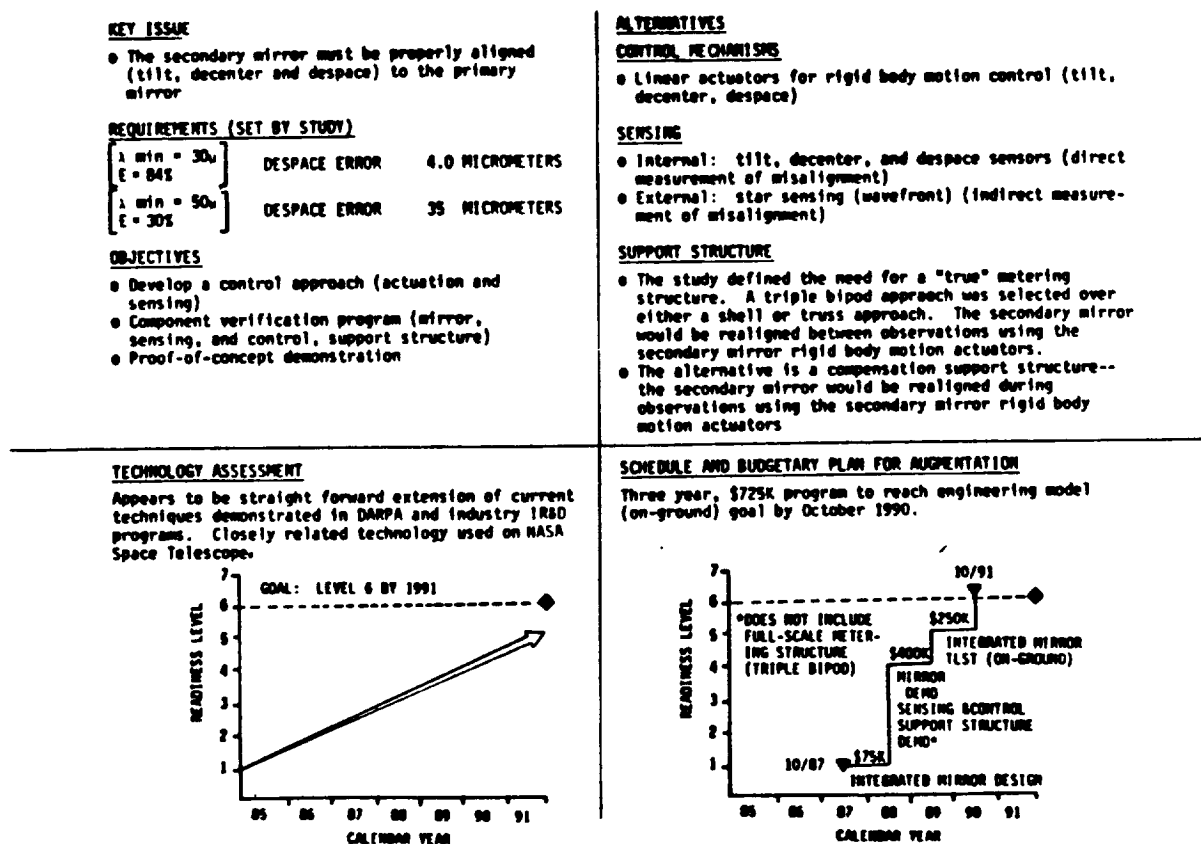 KEY ISSUE
● The secondary mirror must be properly aligned
(tilt, decenter and despace) to the primary
mirror
REQUIREMENTS (SET BY STUDY)
λ min = 30μ
E = 84%
DESPACE ERROR 4.0 MICROMETERS
λ min = 50μ
E = 30%
DESPACE ERROR 35 MICROMETERS
OBJECTIVES
● Develop a control approach (actuation and
sensing)
● Component verification program (mirror,
sensing, and control, support structure)
● Proof-of-concept demonstration
ALTERNATIVES
CONTROL MECHANISMS
● Linear actuators for rigid body motion control (tilt,
decenter, despace)
SENSING
● Internal: tilt, decenter, and despace sensors (direct
measurement of misalignment)
● External: star sensing (wavefront) (indirect measure-
ment of misalignment)
SUPPORT STRUCTURE
● The study defined the need for a "true" metering
structure. A triple bipod approach was selected over
either a shell or truss approach. The secondary mirror
would be realigned between observations using the
secondary mirror rigid body motion actuators.
● The alternative is a compensation support structure--
the secondary mirror would be realigned during
observations using the secondary mirror rigid body
motion actuators
TECHNOLOGY ASSESSMENT
Appears to be straight forward extension of current
techniques demonstrated in DARPA and industry IR&D
programs. Closely related technology used on NASA
Space Telescope.
7
GOAL: LEVEL 6 BY 1991
6
5
4
3
2
1
READINESS LEVEL
85 86 87 88 89 90 91
CALENDAR YEAR
SCHEDULE AND BUDGETARY PLAN FOR AUGMENTATION
Three year, $725K program to reach engineering model
(on-ground) goal by October 1990.
7
10/91
6
*DOES NOT INCLUDE
FULL-SCALE METER-
ING STRUCTURE
(TRIPLE BIPOD)
$250K
5
INTEGRATED MIRROR
TLST (ON-GROUND)
$400K
4
MIRROR
DEMO
SENSING &CONTROL
SUPPORT STRUCTURE
DEMO*
3
2
1
10/87
$75K
INTEGRATED MIRROR DESIGN
READINESS LEVEL
85 86 87 88 89 90 91
CALENDAR YEAR